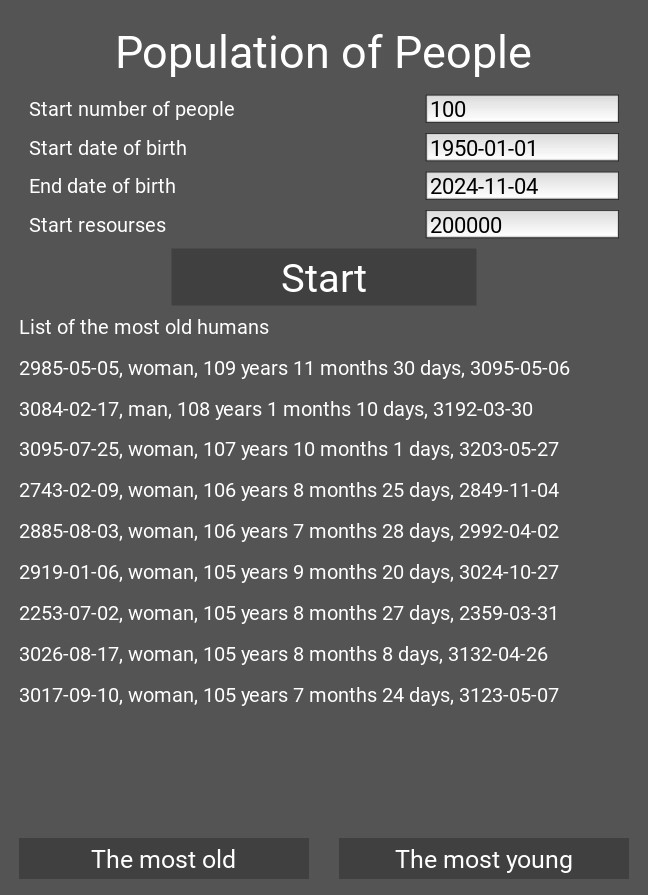 Population of People
Start number of people 100
Start date of birth 1950-01-01
End date of birth 2024-11-04
Start resourses 200000
Start
List of the most old humans
2985-05-05, woman, 109 years 11 months 30 days, 3095-05-06
3084-02-17, man, 108 years 1 months 10 days, 3192-03-30
3095-07-25, woman, 107 years 10 months 1 days, 3203-05-27
2743-02-09, woman, 106 years 8 months 25 days, 2849-11-04
2885-08-03, woman, 106 years 7 months 28 days, 2992-04-02
2919-01-06, woman, 105 years 9 months 20 days, 3024-10-27
2253-07-02, woman, 105 years 8 months 27 days, 2359-03-31
3026-08-17, woman, 105 years 8 months 8 days, 3132-04-26
3017-09-10, woman, 105 years 7 months 24 days, 3123-05-07
The most old The most young